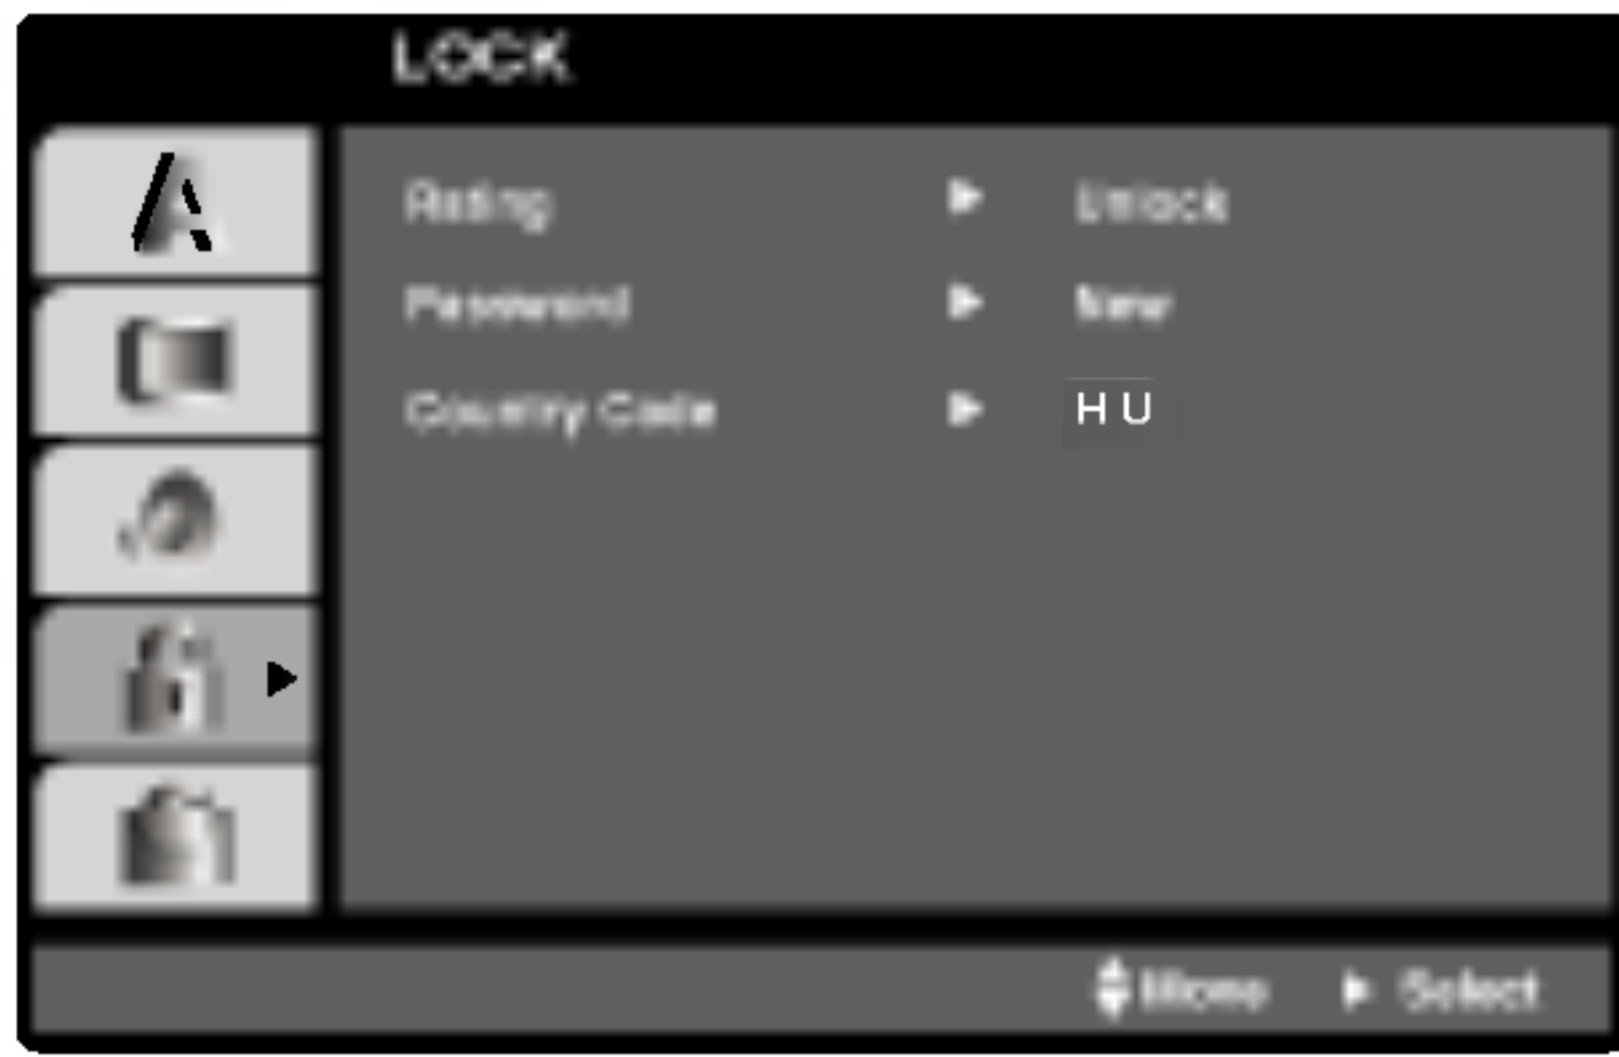 LOCK
A
Rating Unlock
Password New
Country Code H U
Move Select